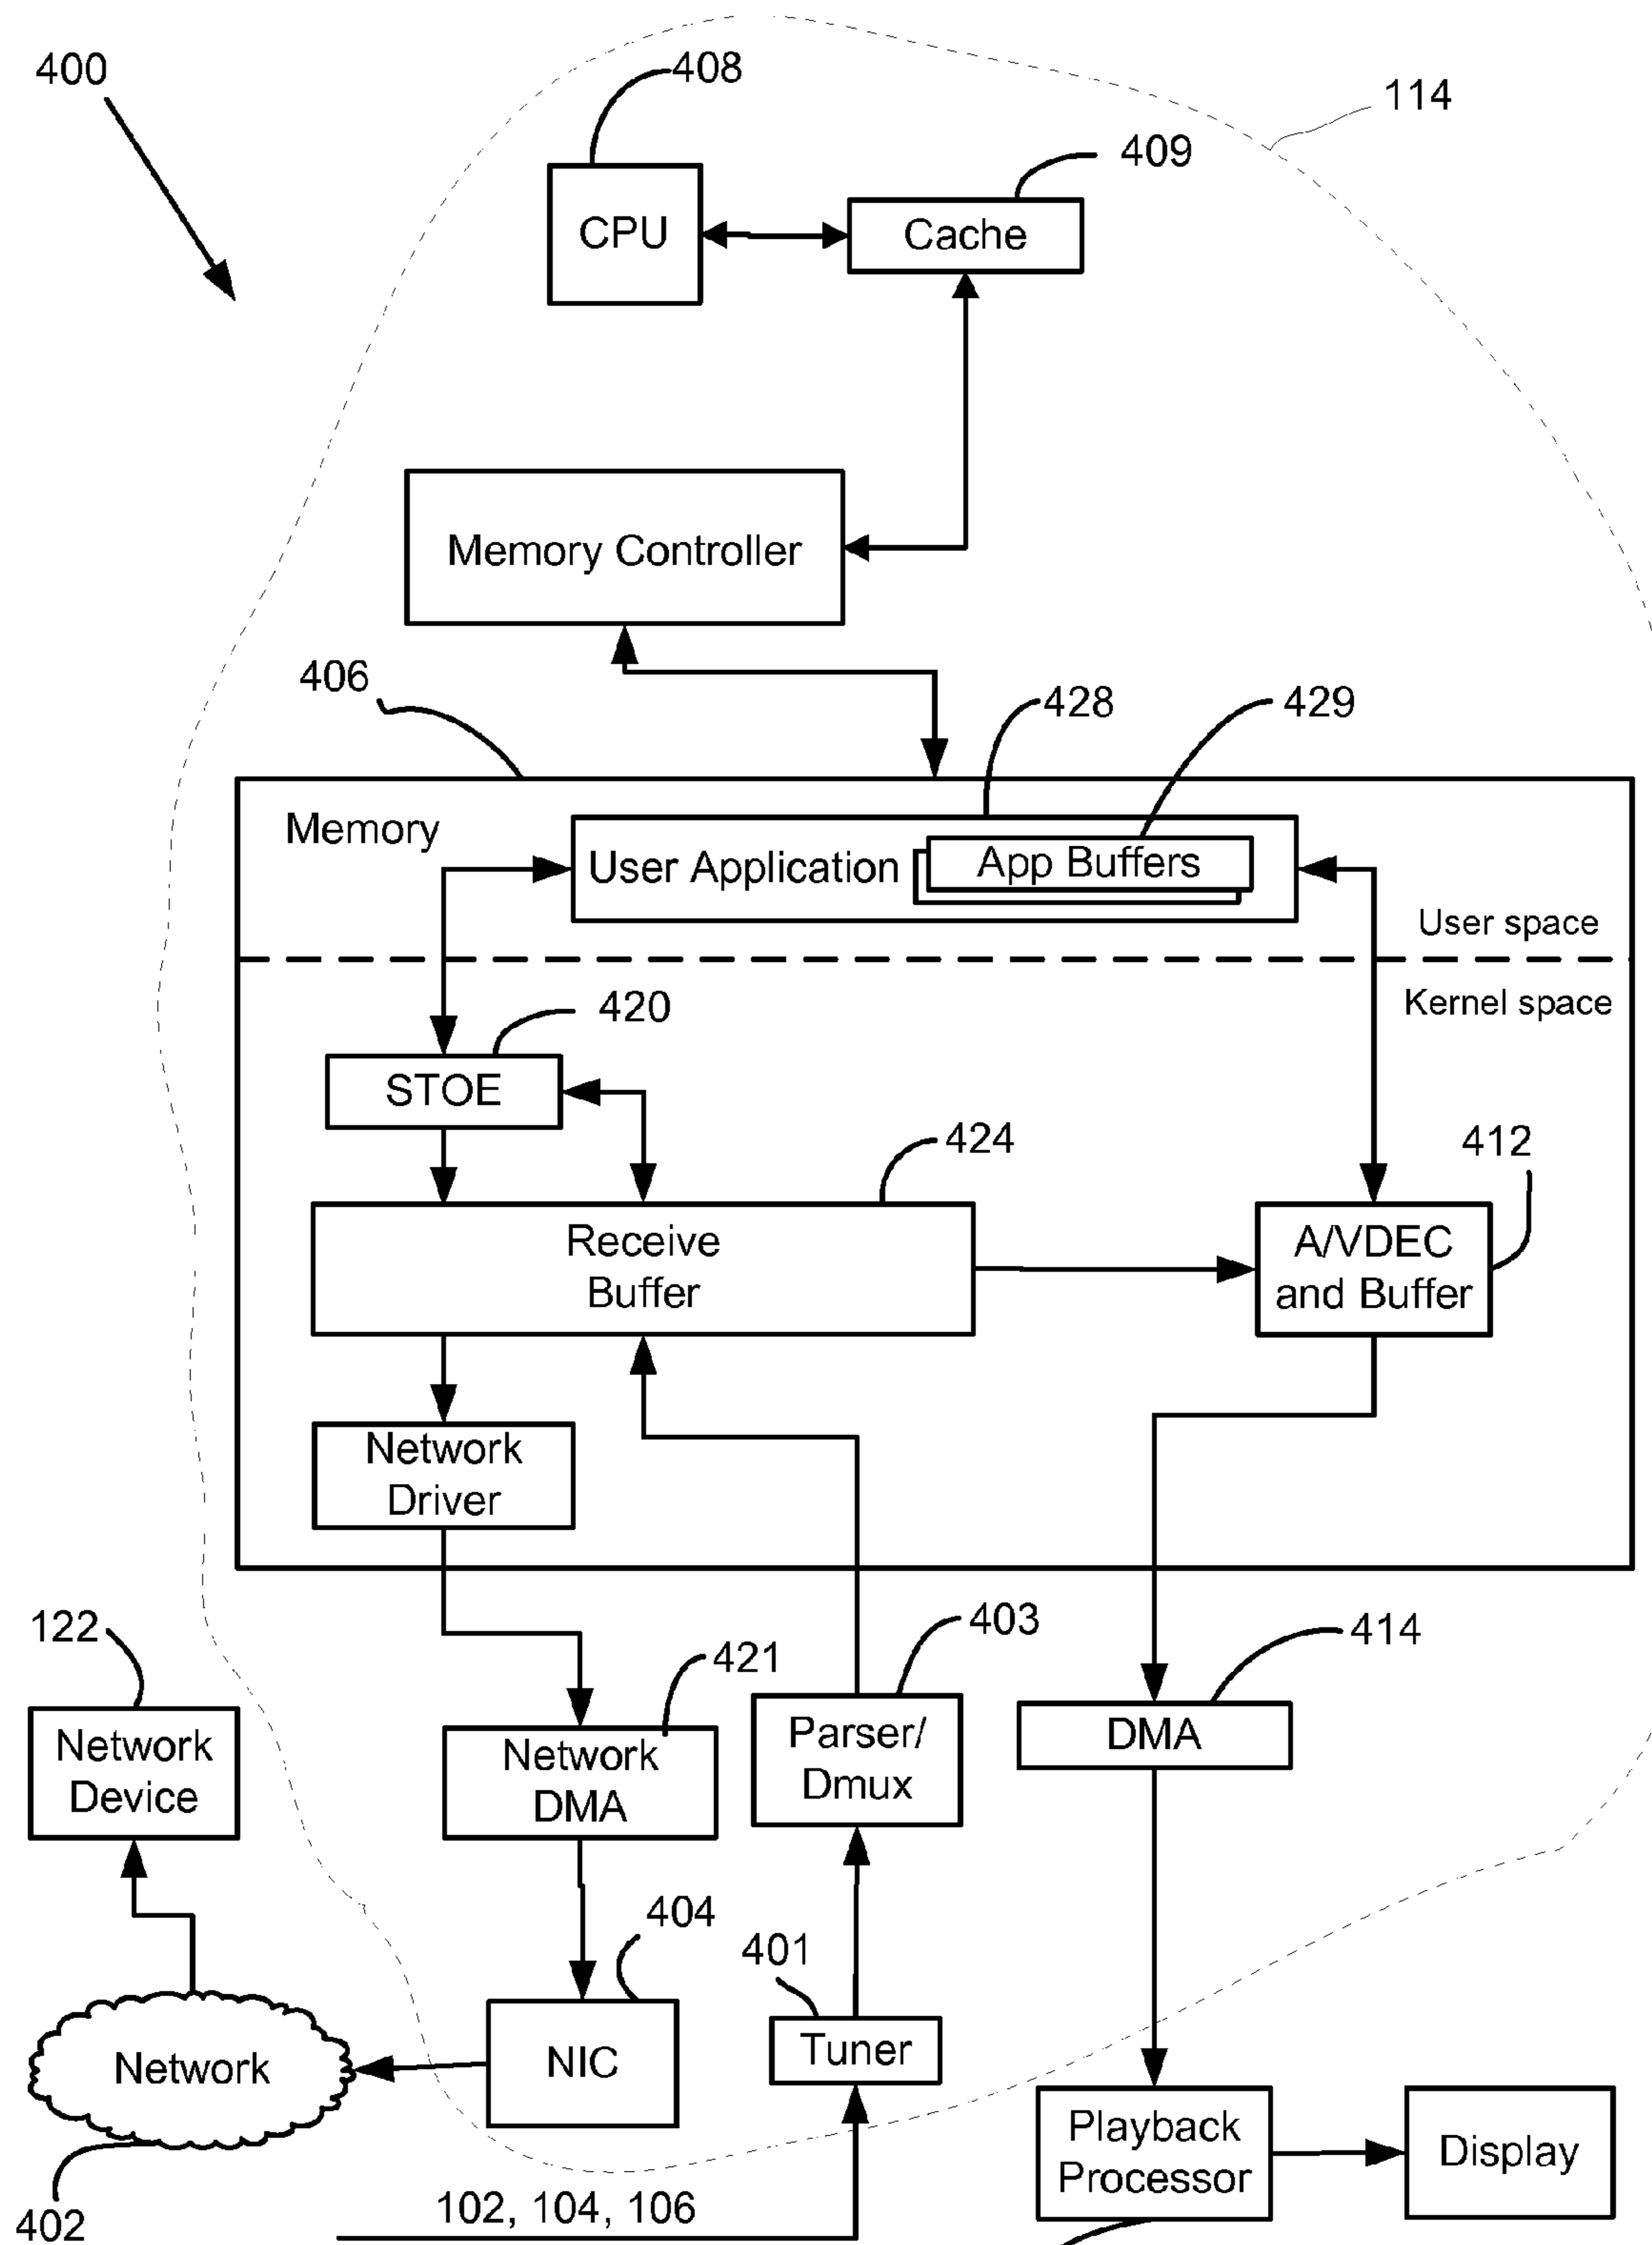 400
408
114
409
CPU
Cache
Memory Controller
406
428
429
Memory
User Application
App Buffers
User space
Kernel space
420
STOE
424
412
Receive
Buffer
A/VDEC
and Buffer
Network
Driver
122
421
403
414
Network
Device
Network
DMA
Parser/
Dmux
DMA
404
401
Network
NIC
Tuner
Playback
Processor
Display
402
102, 104, 106